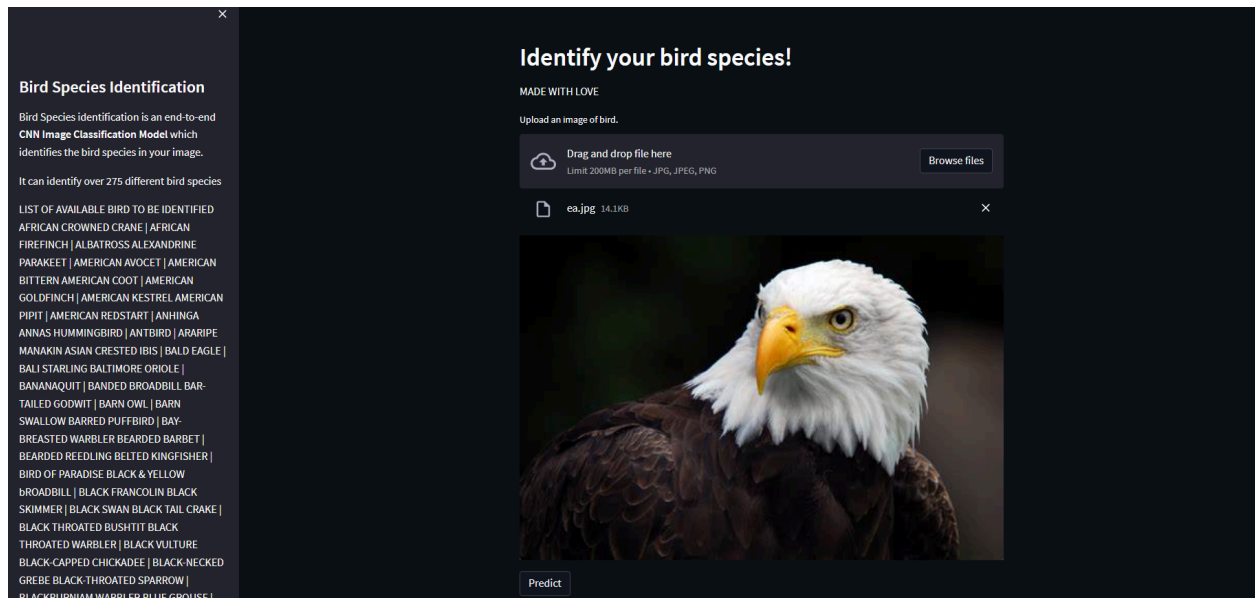 Bird Species Identification
Bird Species identification is an end-to-end
CNN Image Classification Model which
identifies the bird species in your image.
It can identify over 275 different bird species
LIST OF AVAILABLE BIRD TO BE IDENTIFIED
AFRICAN CROWNED CRANE | AFRICAN
FIREFINCH | ALBATROSS ALEXANDRINE
PARAKEET | AMERICAN AVOCET | AMERICAN
BITTERN AMERICAN COOT | AMERICAN
GOLDFINCH | AMERICAN KESTREL AMERICAN
PIPIT | AMERICAN REDSTART | ANHINGA
ANNAS HUMMINGBIRD | ANTBIRD | ARARIPE
MANAKIN ASIAN CRESTED IBIS | BALD EAGLE |
BALI STARLING BALTIMORE ORIOLE |
BANANAQUIT | BANDED BROADBILL BAR-
TAILED GODWIT | BARN OWL | BARN
SWALLOW BARRED PUFFBIRD | BAY-
BREASTED WARBLER BEARDED BARBET |
BEARDED REEDLING BELTED KINGFISHER |
BIRD OF PARADISE BLACK & YELLOW
bROADBILL | BLACK FRANCOLIN BLACK
SKIMMER | BLACK SWAN BLACK TAIL CRAKE |
BLACK THROATED BUSHTIT BLACK
THROATED WARBLER | BLACK VULTURE
BLACK-CAPPED CHICKADEE | BLACK-NECKED
GREBE BLACK-THROATED SPARROW |
BLACKBURNIAM WARBLER BLUE GROUSE |
Identify your bird species!
MADE WITH LOVE
Upload an image of bird.
Drag and drop file here
Limit 200MB per file • JPG, JPEG, PNG
Browse files
ea.jpg 14.1KB
Predict